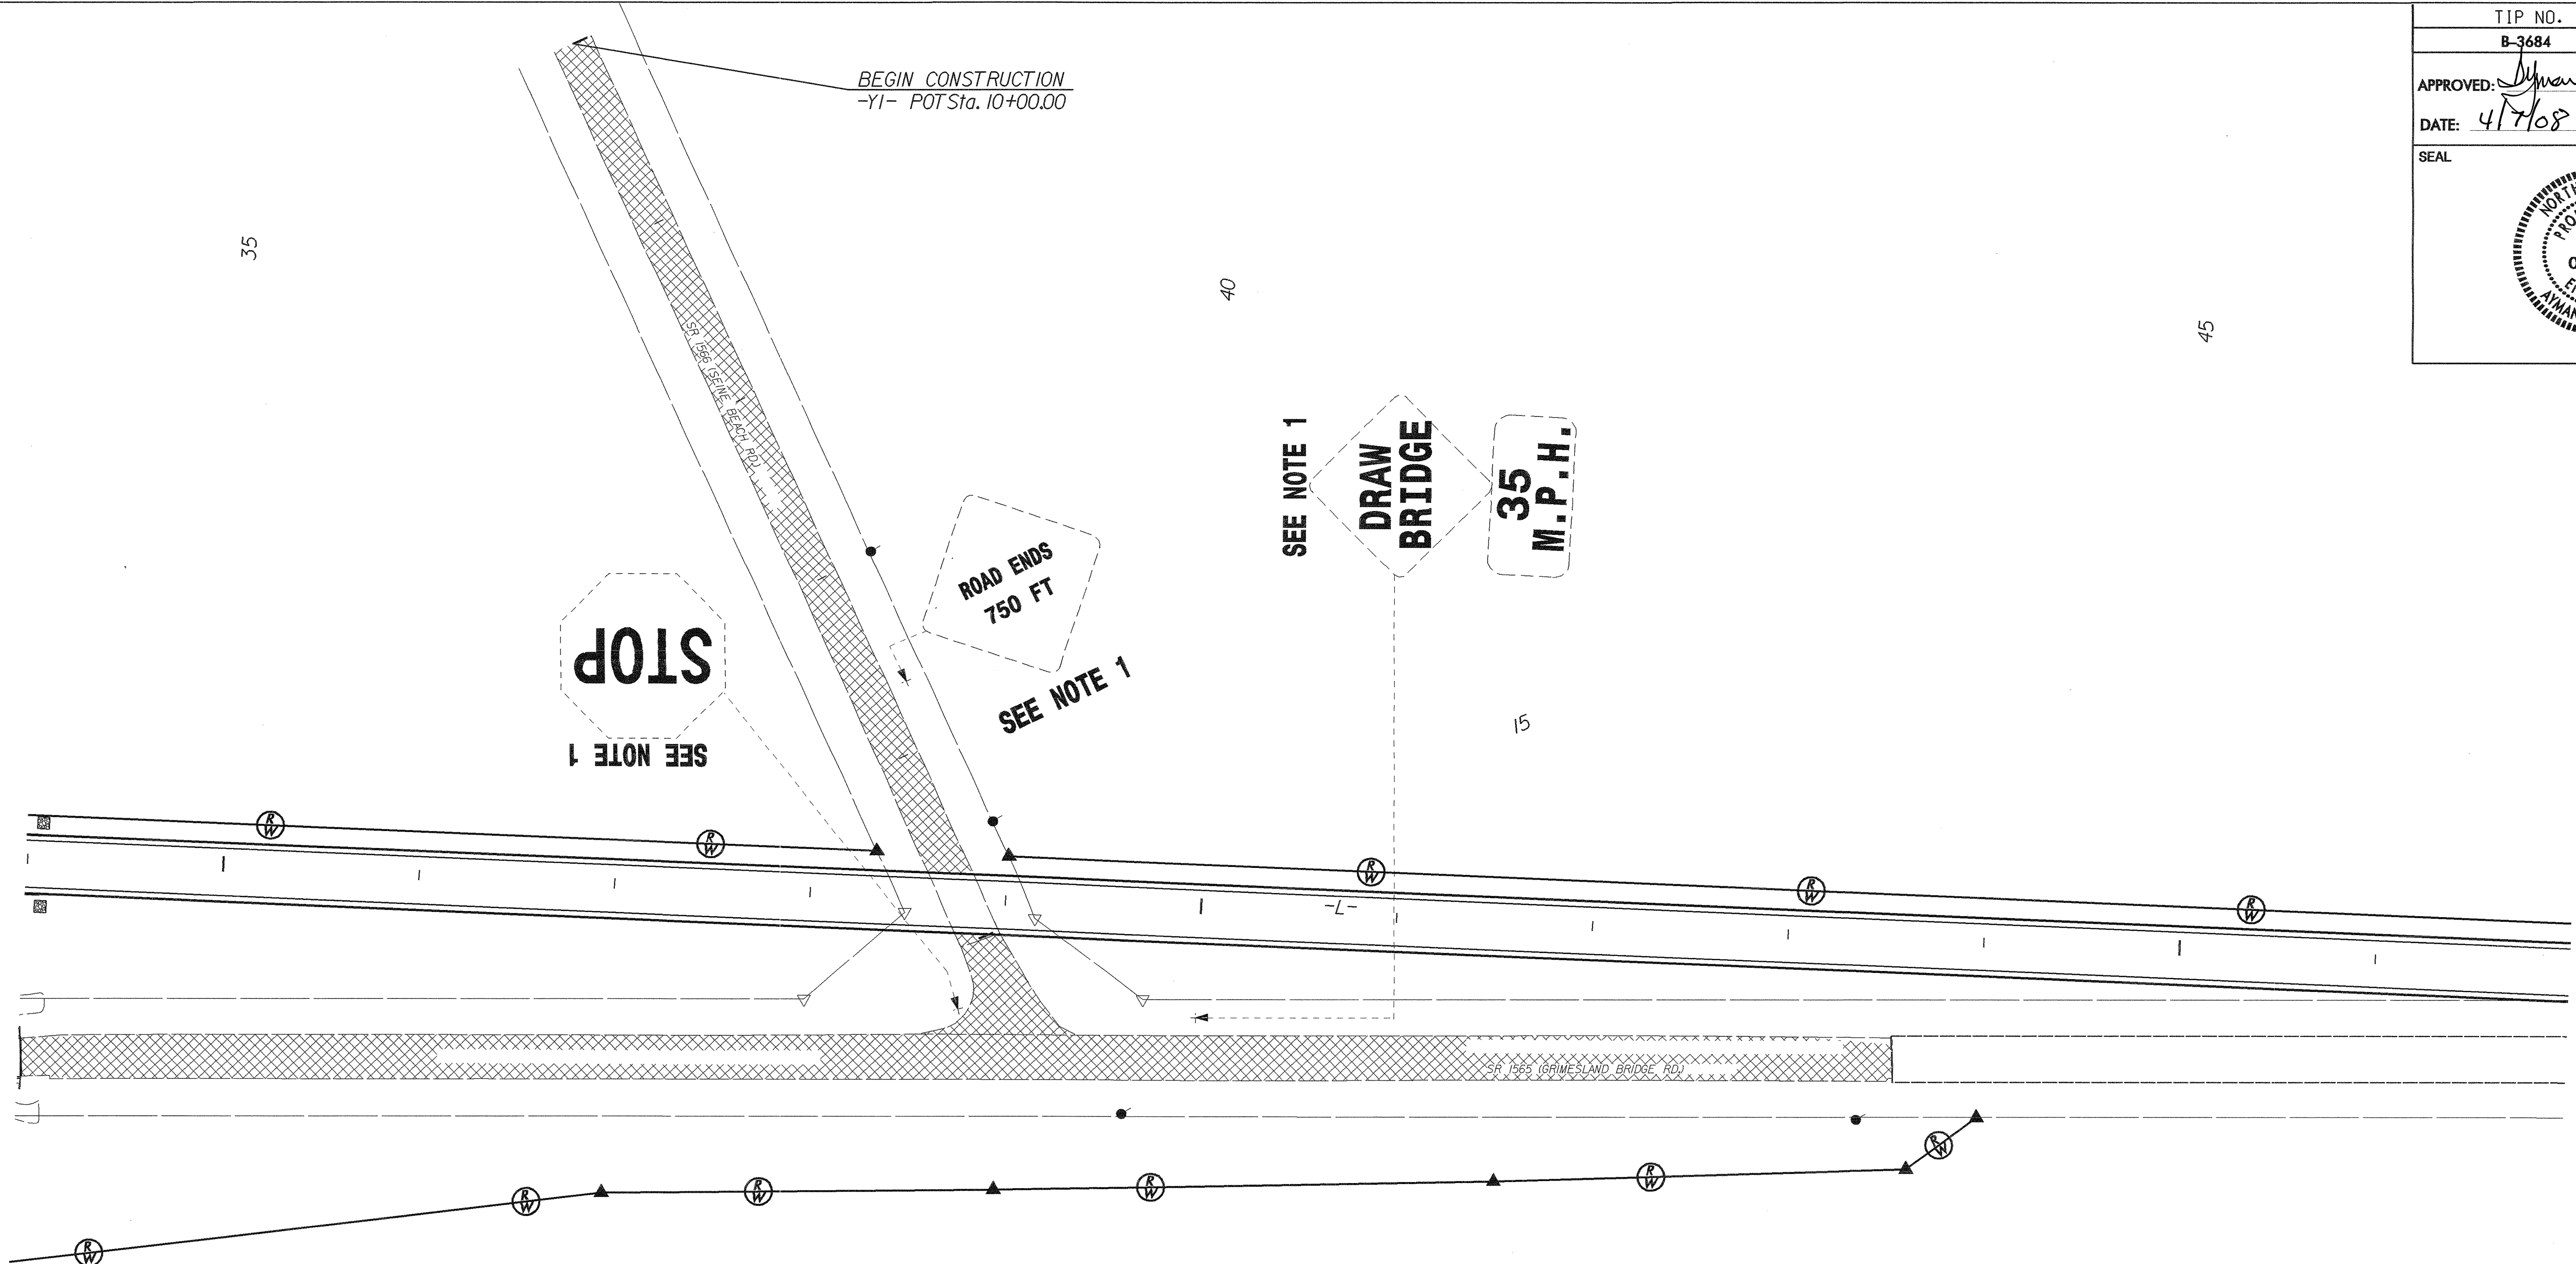 TIP NO.
B-3684
APPROVED:
DATE: 4/7/08
SEAL
BEGIN CONSTRUCTION
-Y1- POT Sta. 10+00.00
35
40
45
SR 1566 (SEINE BEACH RD.)
SEE NOTE 1
DRAW
BRIDGE
35
M.P.H.
ROAD ENDS
750 FT
SEE NOTE 1
STOP
SEE NOTE 1
15
R/W
R/W
R/W
R/W
R/W
-L-
SR 1565 (GRIMESLAND BRIDGE RD.)
R/W
R/W
R/W
R/W
R/W
R/W